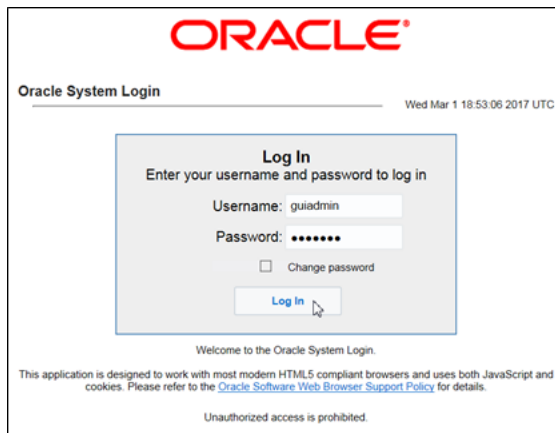 ORACLE®
Oracle System Login
Wed Mar 1 18:53:06 2017 UTC
Log In
Enter your username and password to log in
Username: guiadmin
Password: •••••••
Change password
Log In
Welcome to the Oracle System Login.
This application is designed to work with most modern HTML5 compliant browsers and uses both JavaScript and
cookies. Please refer to the Oracle Software Web Browser Support Policy for details.
Unauthorized access is prohibited.